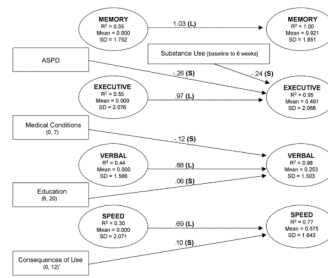 MEMORY
R² = 0.35
Mean = 0.000
SD = 1.752
1.03 (L)
MEMORY
R² = 1.00
Mean = 0.921
SD = 1.851
Substance Use (baseline to 6 weeks)
ASPD
-.26 (S)
-.24 (S)
EXECUTIVE
R² = 0.55
Mean = 0.000
SD = 2.076
.97 (L)
EXECUTIVE
R² = 0.95
Mean = 0.491
SD = 2.066
Medical Conditions
(0, 7)
-.12 (S)
VERBAL
R² = 0.44
Mean = 0.000
SD = 1.566
.88 (L)
VERBAL
R² = 0.98
Mean = 0.253
SD = 1.503
.06 (S)
Education
(6, 20)
SPEED
R² = 0.30
Mean = 0.000
SD = 2.071
.69 (L)
SPEED
R² = 0.77
Mean = 0.575
SD = 1.643
.10 (S)
Consequences of Use
(0, 12)